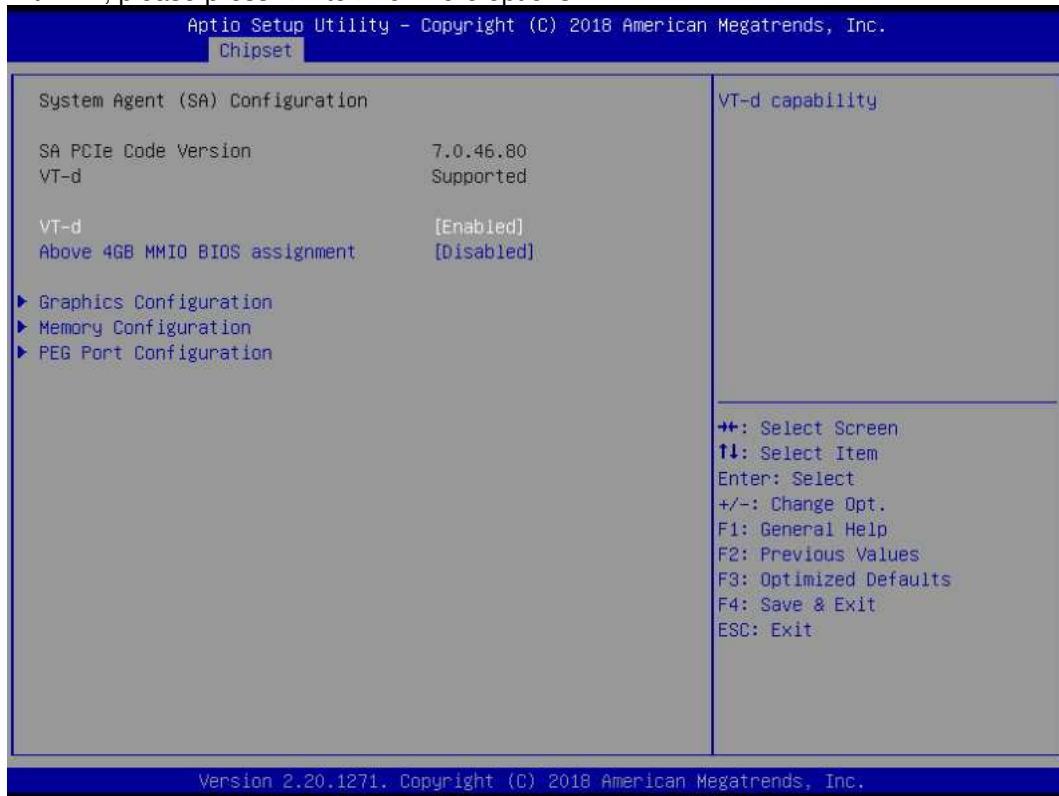 Aptio Setup Utility – Copyright (C) 2018 American Megatrends, Inc.
Chipset
System Agent (SA) Configuration
SA PCIe Code Version 7.0.46.80
VT-d Supported
VT-d [Enabled]
Above 4GB MMIO BIOS assignment [Disabled]
Graphics Configuration
Memory Configuration
PEG Port Configuration
VT-d capability
→←: Select Screen
↑↓: Select Item
Enter: Select
+/-: Change Opt.
F1: General Help
F2: Previous Values
F3: Optimized Defaults
F4: Save & Exit
ESC: Exit
Version 2.20.1271. Copyright (C) 2018 American Megatrends, Inc.